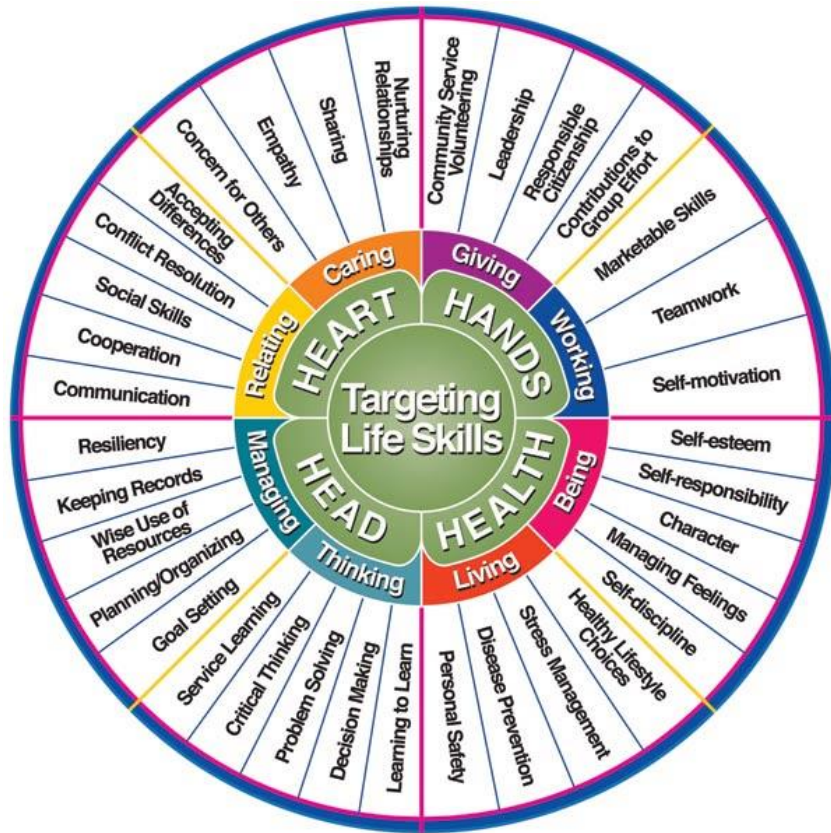 Targeting
Life Skills
HEART
HANDS
HEALTH
HEAD
Caring
Giving
Working
Being
Living
Thinking
Managing
Relating
Nurturing
Relationships
Sharing
Empathy
Concern for Others
Accepting
Differences
Conflict Resolution
Social Skills
Cooperation
Communication
Community Service
Volunteering
Leadership
Responsible
Citizenship
Contributions to
Group Effort
Marketable Skills
Teamwork
Self-motivation
Self-esteem
Self-responsibility
Character
Managing Feelings
Self-discipline
Healthy Lifestyle
Choices
Stress Management
Disease Prevention
Personal Safety
Learning to Learn
Decision Making
Problem Solving
Critical Thinking
Service Learning
Goal Setting
Planning/Organizing
Wise Use of
Resources
Keeping Records
Resiliency